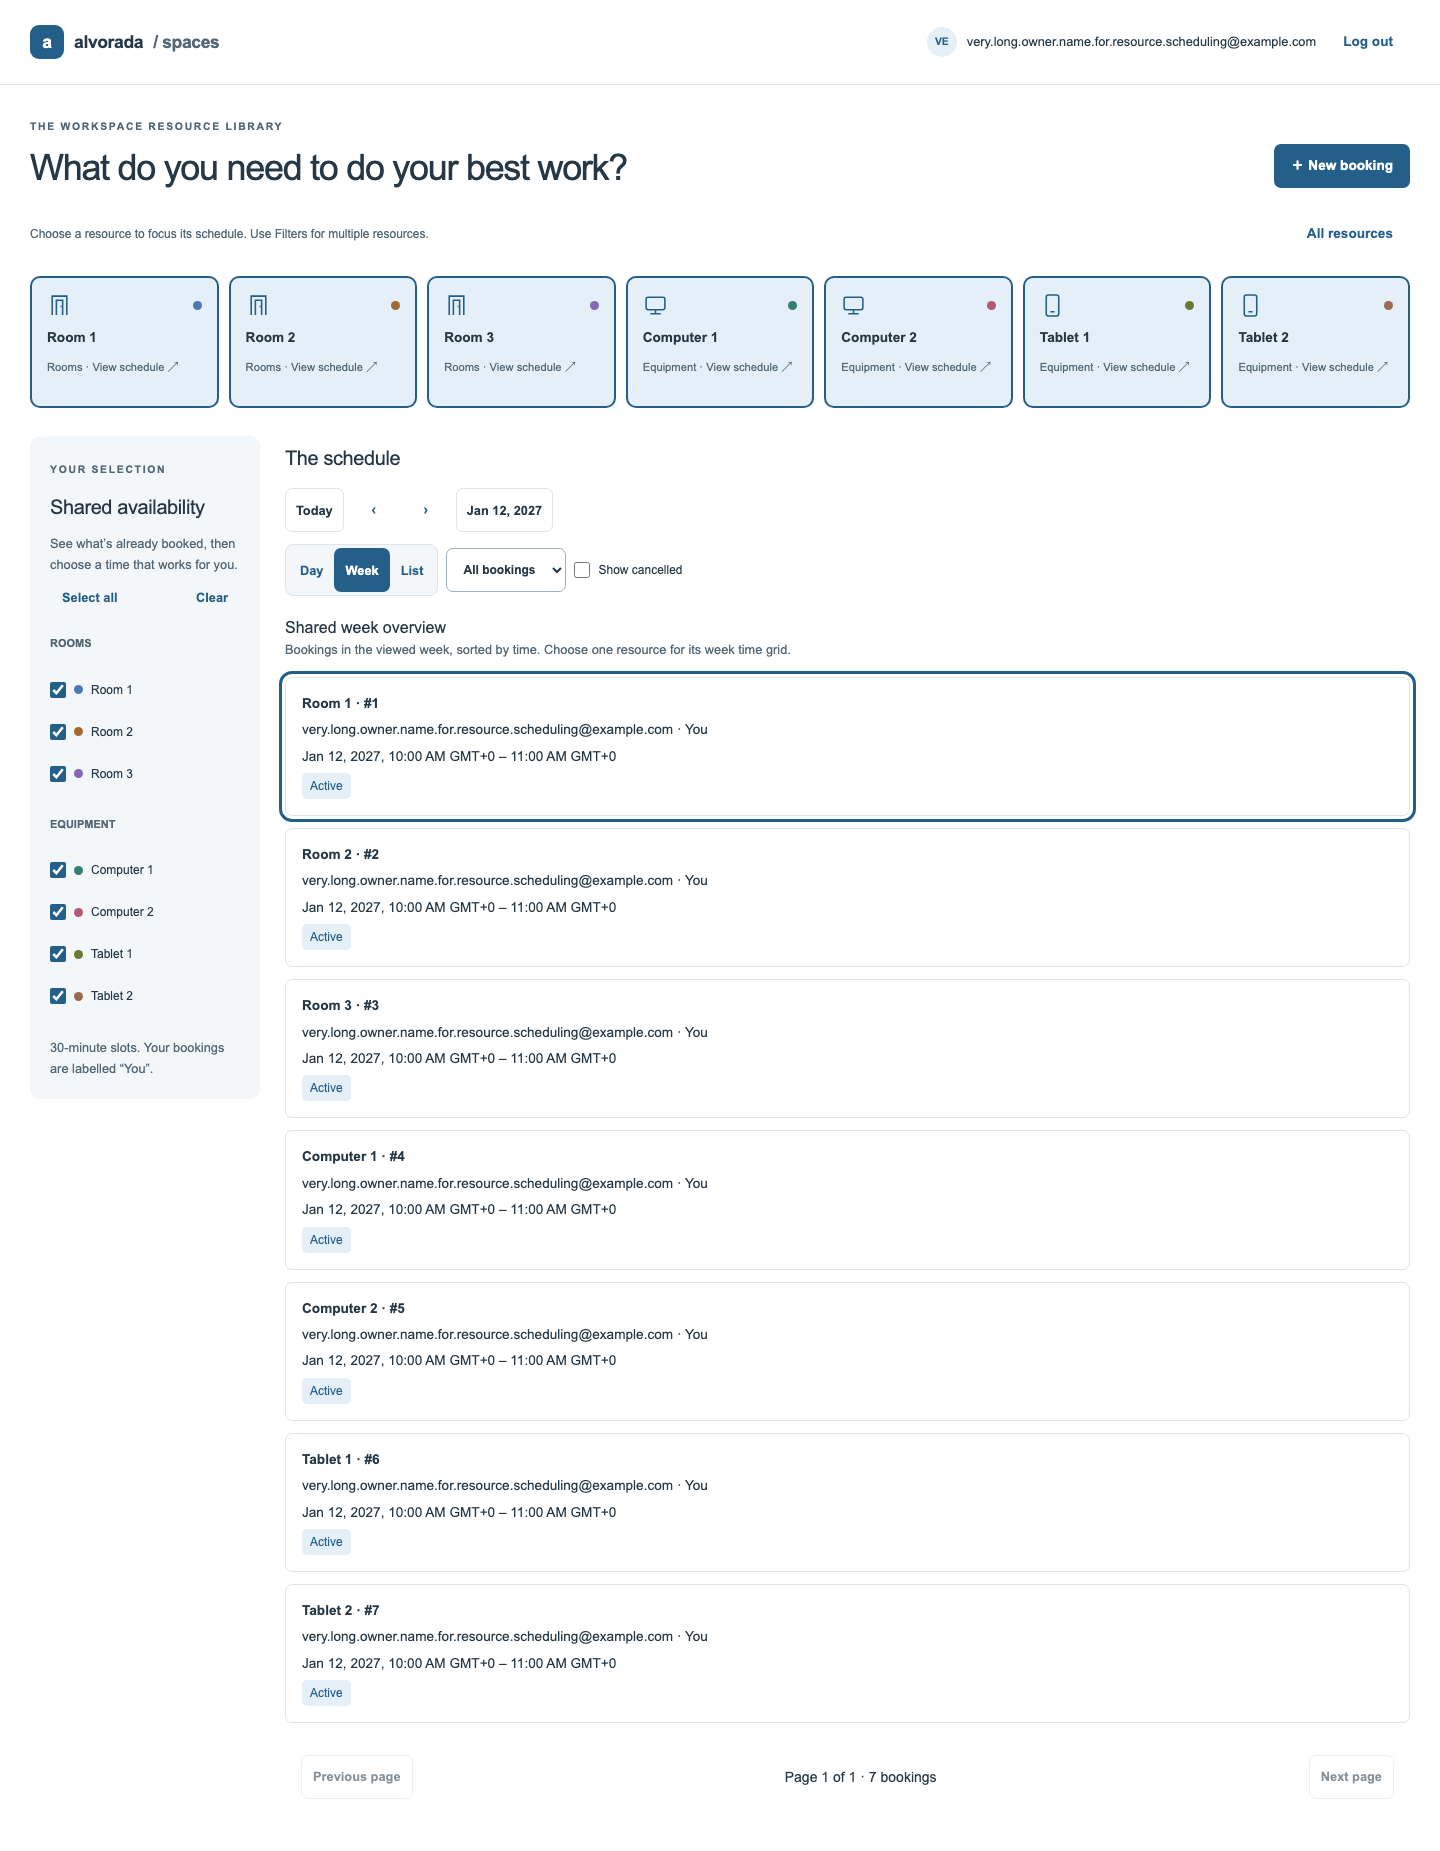 a alvorada / spaces
VE very.long.owner.name.for.resource.scheduling@example.com Log out
THE WORKSPACE RESOURCE LIBRARY
What do you need to do your best work?
+ New booking
Choose a resource to focus its schedule. Use Filters for multiple resources.
All resources
Room 1
Rooms · View schedule ↗
Room 2
Rooms · View schedule ↗
Room 3
Rooms · View schedule ↗
Computer 1
Equipment · View schedule ↗
Computer 2
Equipment · View schedule ↗
Tablet 1
Equipment · View schedule ↗
Tablet 2
Equipment · View schedule ↗
YOUR SELECTION
Shared availability
See what’s already booked, then
choose a time that works for you.
Select all Clear
ROOMS
Room 1
Room 2
Room 3
EQUIPMENT
Computer 1
Computer 2
Tablet 1
Tablet 2
30-minute slots. Your bookings
are labelled “You”.
The schedule
Today ‹ › Jan 12, 2027
Day Week List All bookings Show cancelled
Shared week overview
Bookings in the viewed week, sorted by time. Choose one resource for its week time grid.
Room 1 · #1
very.long.owner.name.for.resource.scheduling@example.com · You
Jan 12, 2027, 10:00 AM GMT+0 – 11:00 AM GMT+0
Active
Room 2 · #2
very.long.owner.name.for.resource.scheduling@example.com · You
Jan 12, 2027, 10:00 AM GMT+0 – 11:00 AM GMT+0
Active
Room 3 · #3
very.long.owner.name.for.resource.scheduling@example.com · You
Jan 12, 2027, 10:00 AM GMT+0 – 11:00 AM GMT+0
Active
Computer 1 · #4
very.long.owner.name.for.resource.scheduling@example.com · You
Jan 12, 2027, 10:00 AM GMT+0 – 11:00 AM GMT+0
Active
Computer 2 · #5
very.long.owner.name.for.resource.scheduling@example.com · You
Jan 12, 2027, 10:00 AM GMT+0 – 11:00 AM GMT+0
Active
Tablet 1 · #6
very.long.owner.name.for.resource.scheduling@example.com · You
Jan 12, 2027, 10:00 AM GMT+0 – 11:00 AM GMT+0
Active
Tablet 2 · #7
very.long.owner.name.for.resource.scheduling@example.com · You
Jan 12, 2027, 10:00 AM GMT+0 – 11:00 AM GMT+0
Active
Previous page Page 1 of 1 · 7 bookings Next page